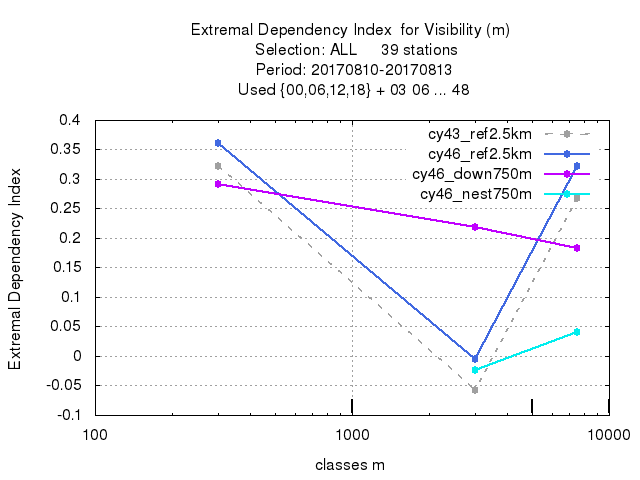 Extremal Dependency Index  for Visibility (m)
Selection: ALL     39 stations
Period: 20170810-20170813
Used {00,06,12,18} + 03 06 ... 48
0.4
0.35
0.3
0.25
0.2
0.15
0.1
0.05
0
-0.05
-0.1
Extremal Dependency Index
cy43_ref2.5km
cy46_ref2.5km
cy46_down750m
cy46_nest750m
100 1000 10000
classes m